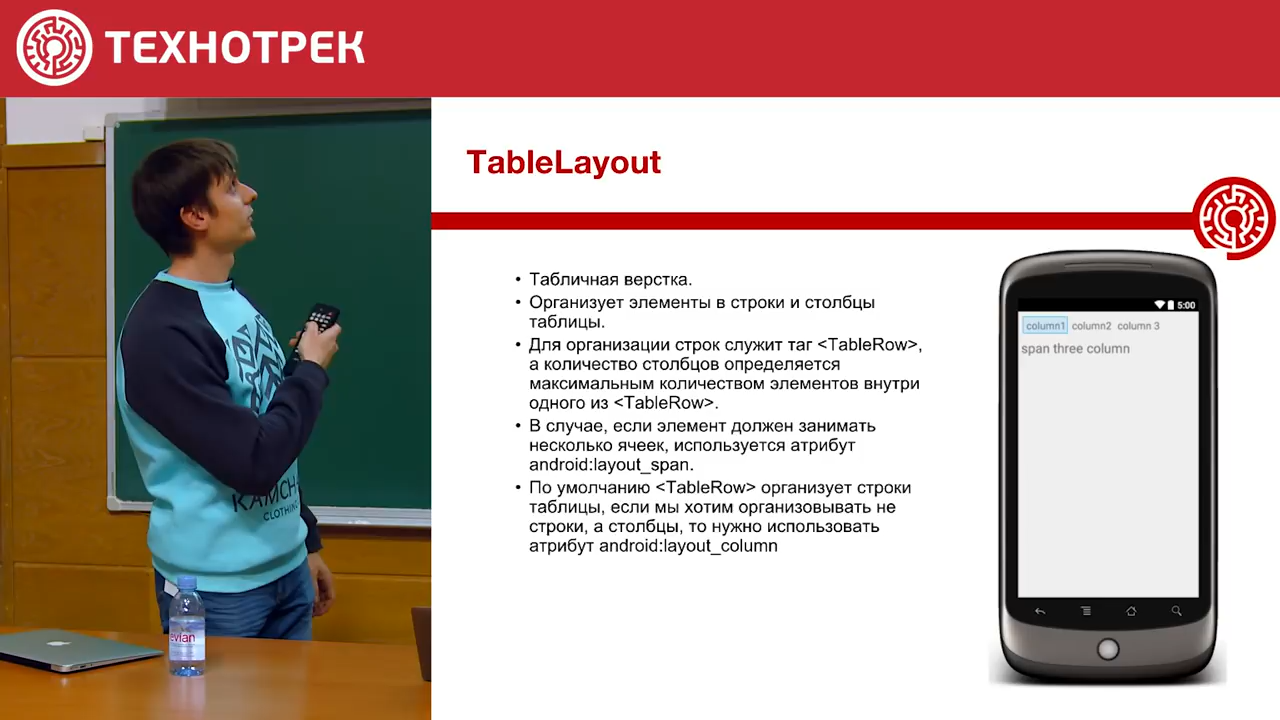 ТЕХНОТРЕК
TableLayout
• Табличная верстка.
• Организует элементы в строки и столбцы
таблицы.
• Для организации строк служит таг <TableRow>,
а количество столбцов определяется
максимальным количеством элементов внутри
одного из <TableRow>.
• В случае, если элемент должен занимать
несколько ячеек, используется атрибут
android:layout_span.
• По умолчанию <TableRow> организует строки
таблицы, если мы хотим организовывать не
строки, а столбцы, то нужно использовать
атрибут android:layout_column
5:00
column1 column2 column 3
span three column
KAMCH
CLOTHING
evian